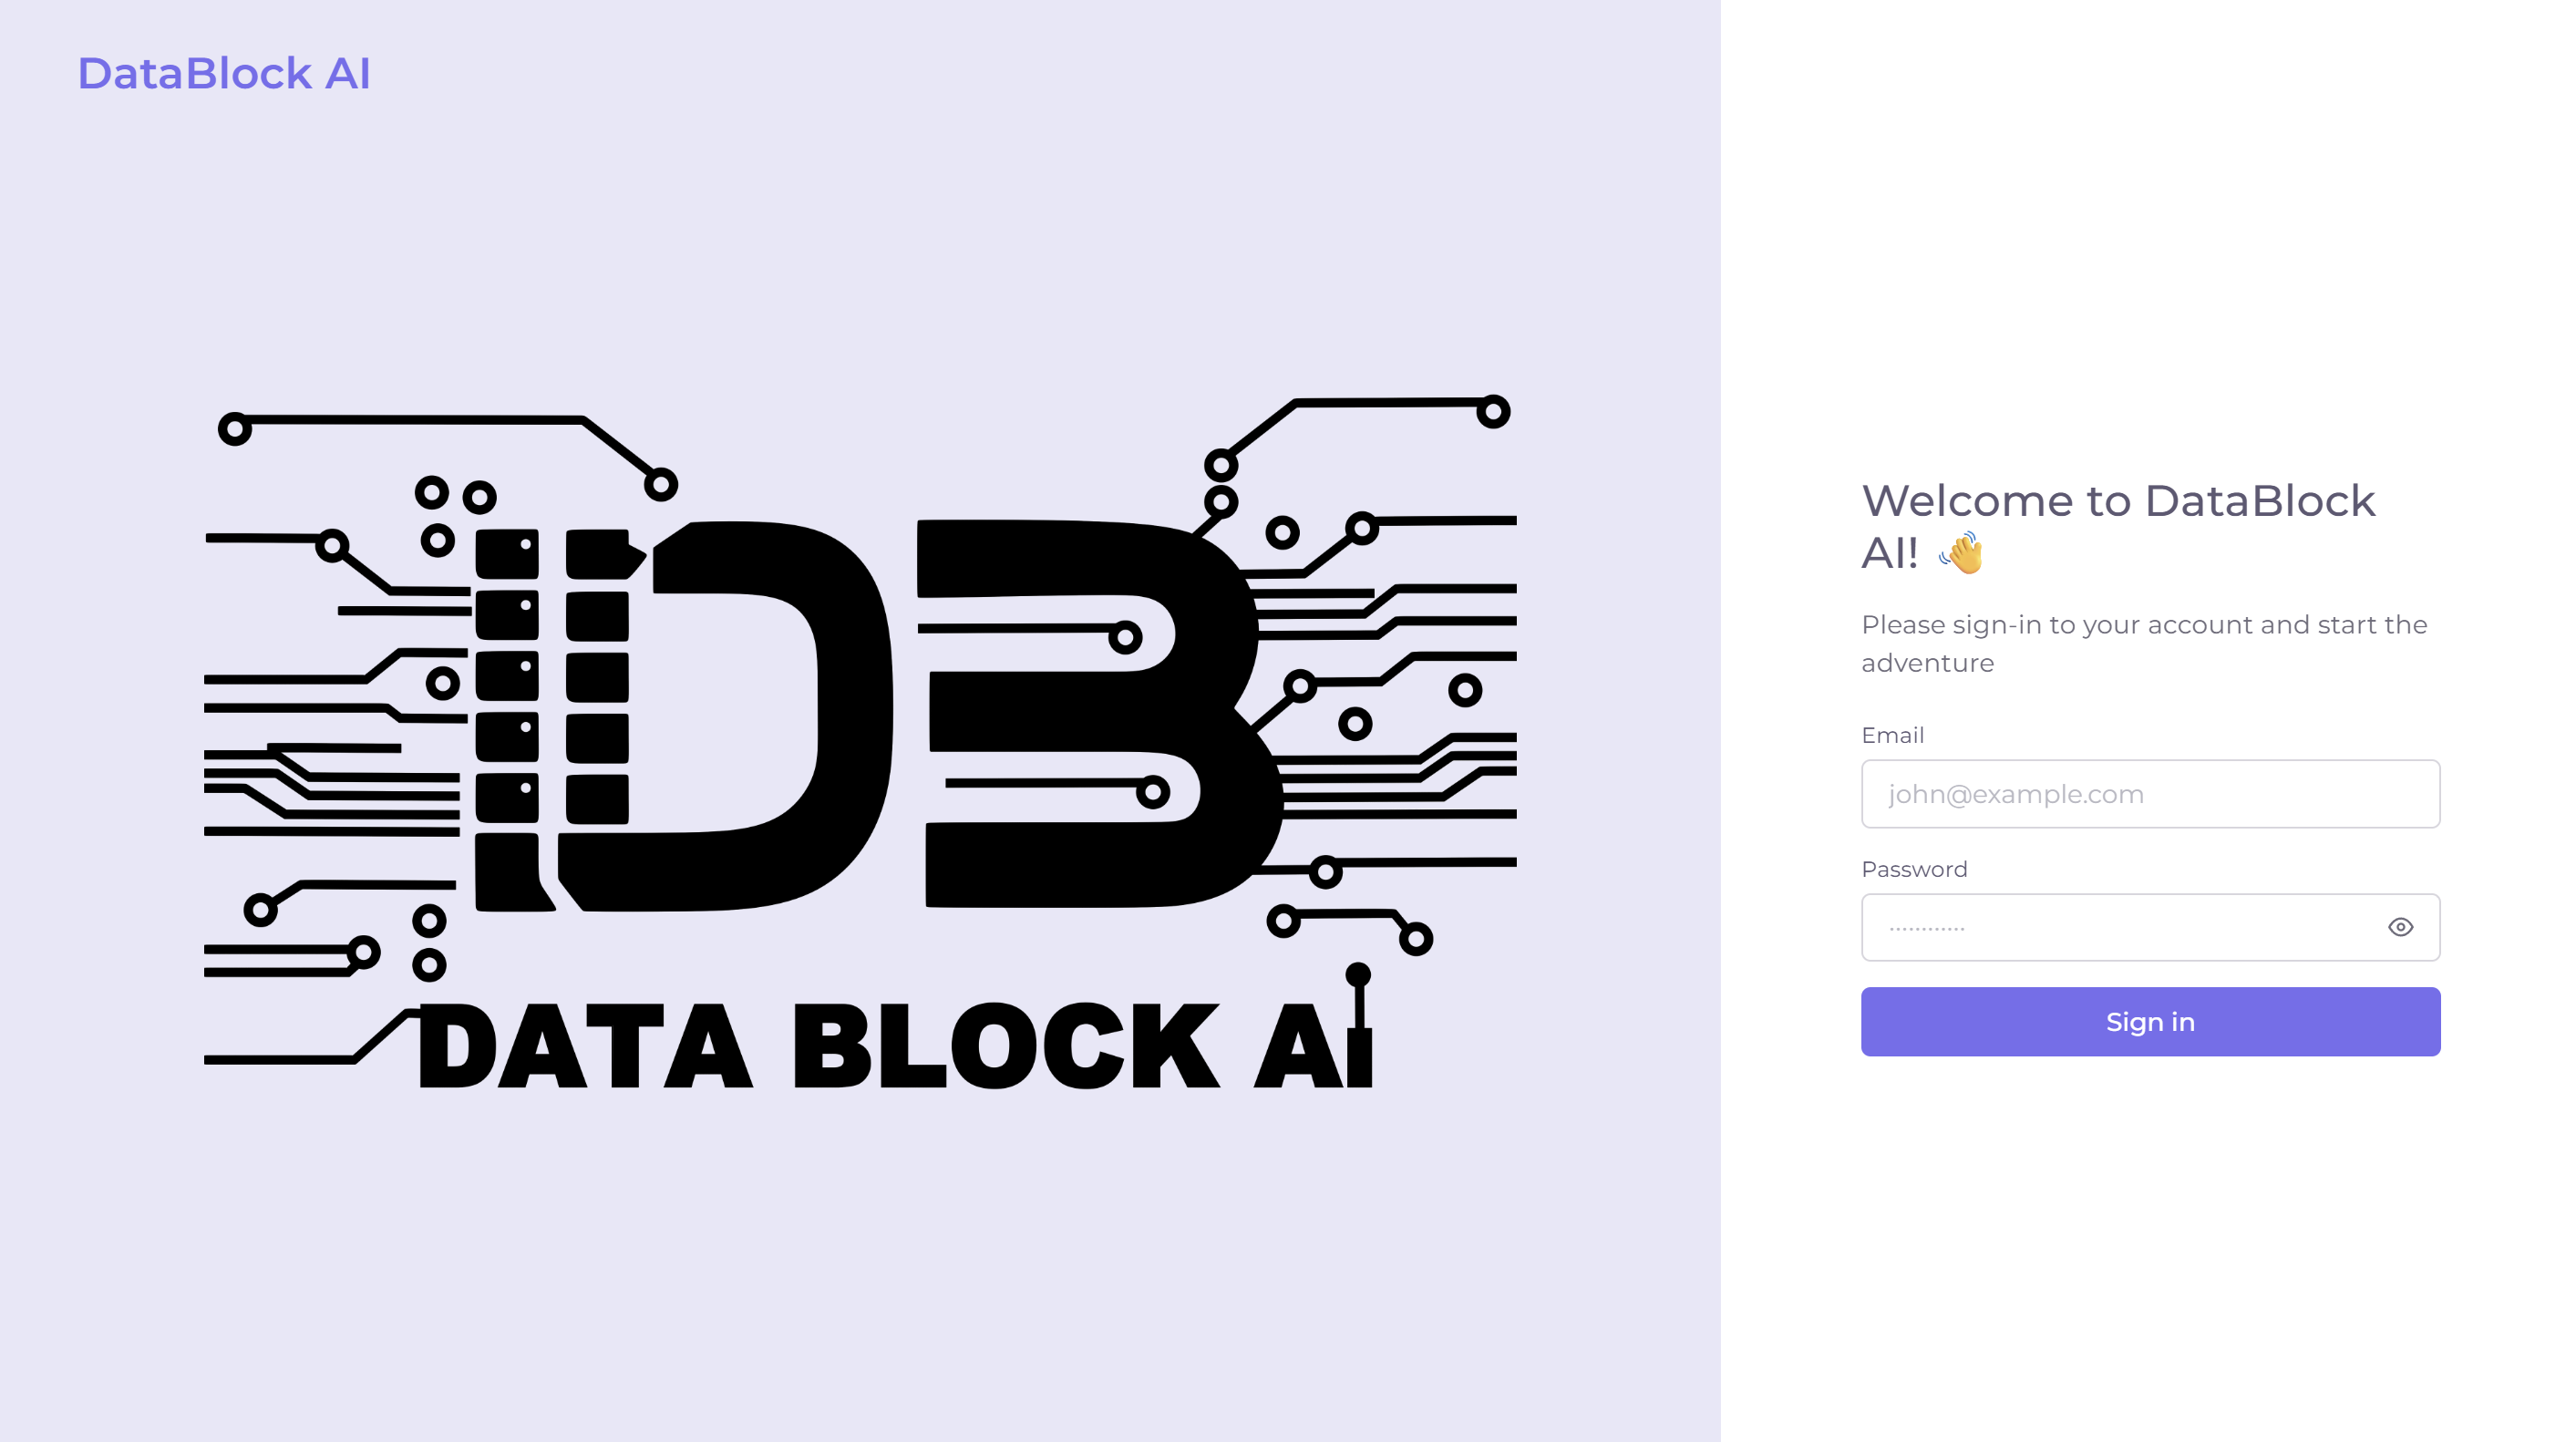 DataBlock AI
DB
DATA BLOCK Ai
Welcome to DataBlock
AI! 👋
Please sign-in to your account and start the
adventure
Email
john@example.com
Password
············
Sign in